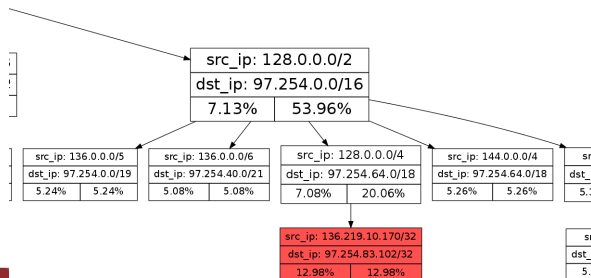 src_ip: 128.0.0.0/2
dst_ip: 97.254.0.0/16
7.13% 53.96%
src_ip: 136.0.0.0/5
dst_ip: 97.254.0.0/19
5.24% 5.24%
src_ip: 136.0.0.0/6
dst_ip: 97.254.40.0/21
5.08% 5.08%
src_ip: 128.0.0.0/4
dst_ip: 97.254.64.0/18
7.08% 20.06%
src_ip: 144.0.0.0/4
dst_ip: 97.254.64.0/18
5.26% 5.26%
src_ip: 136.219.10.170/32
dst_ip: 97.254.83.102/32
12.98% 12.98%